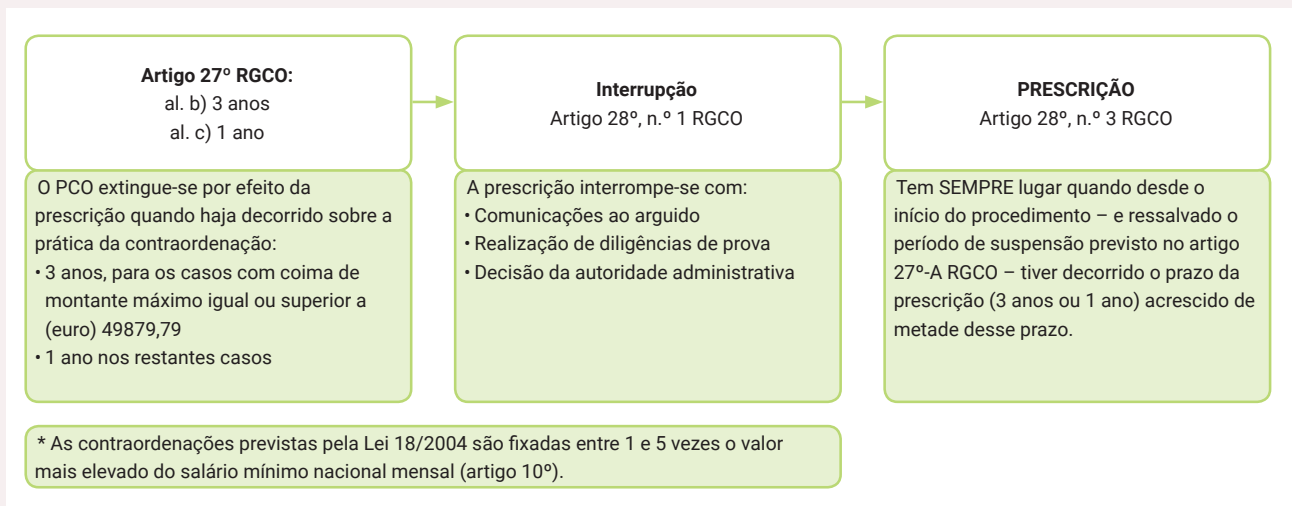 Artigo 27º RGCO:
al. b) 3 anos
al. c) 1 ano
O PCO extingue-se por efeito da
prescrição quando haja decorrido sobre a
prática da contraordenação:
• 3 anos, para os casos com coima de
montante máximo igual ou superior a
(euro) 49879,79
• 1 ano nos restantes casos
Interrupção
Artigo 28º, n.º 1 RGCO
A prescrição interrompe-se com:
• Comunicações ao arguido
• Realização de diligências de prova
• Decisão da autoridade administrativa
PRESCRIÇÃO
Artigo 28º, n.º 3 RGCO
Tem SEMPRE lugar quando desde o
início do procedimento – e ressalvado o
período de suspensão previsto no artigo
27º-A RGCO – tiver decorrido o prazo da
prescrição (3 anos ou 1 ano) acrescido de
metade desse prazo.
* As contraordenações previstas pela Lei 18/2004 são fixadas entre 1 e 5 vezes o valor
mais elevado do salário mínimo nacional mensal (artigo 10º).